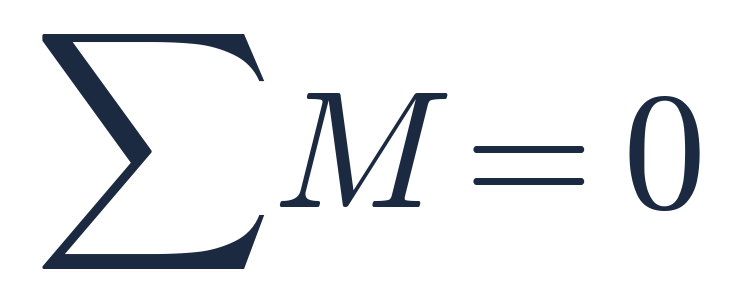 ∑M = 0